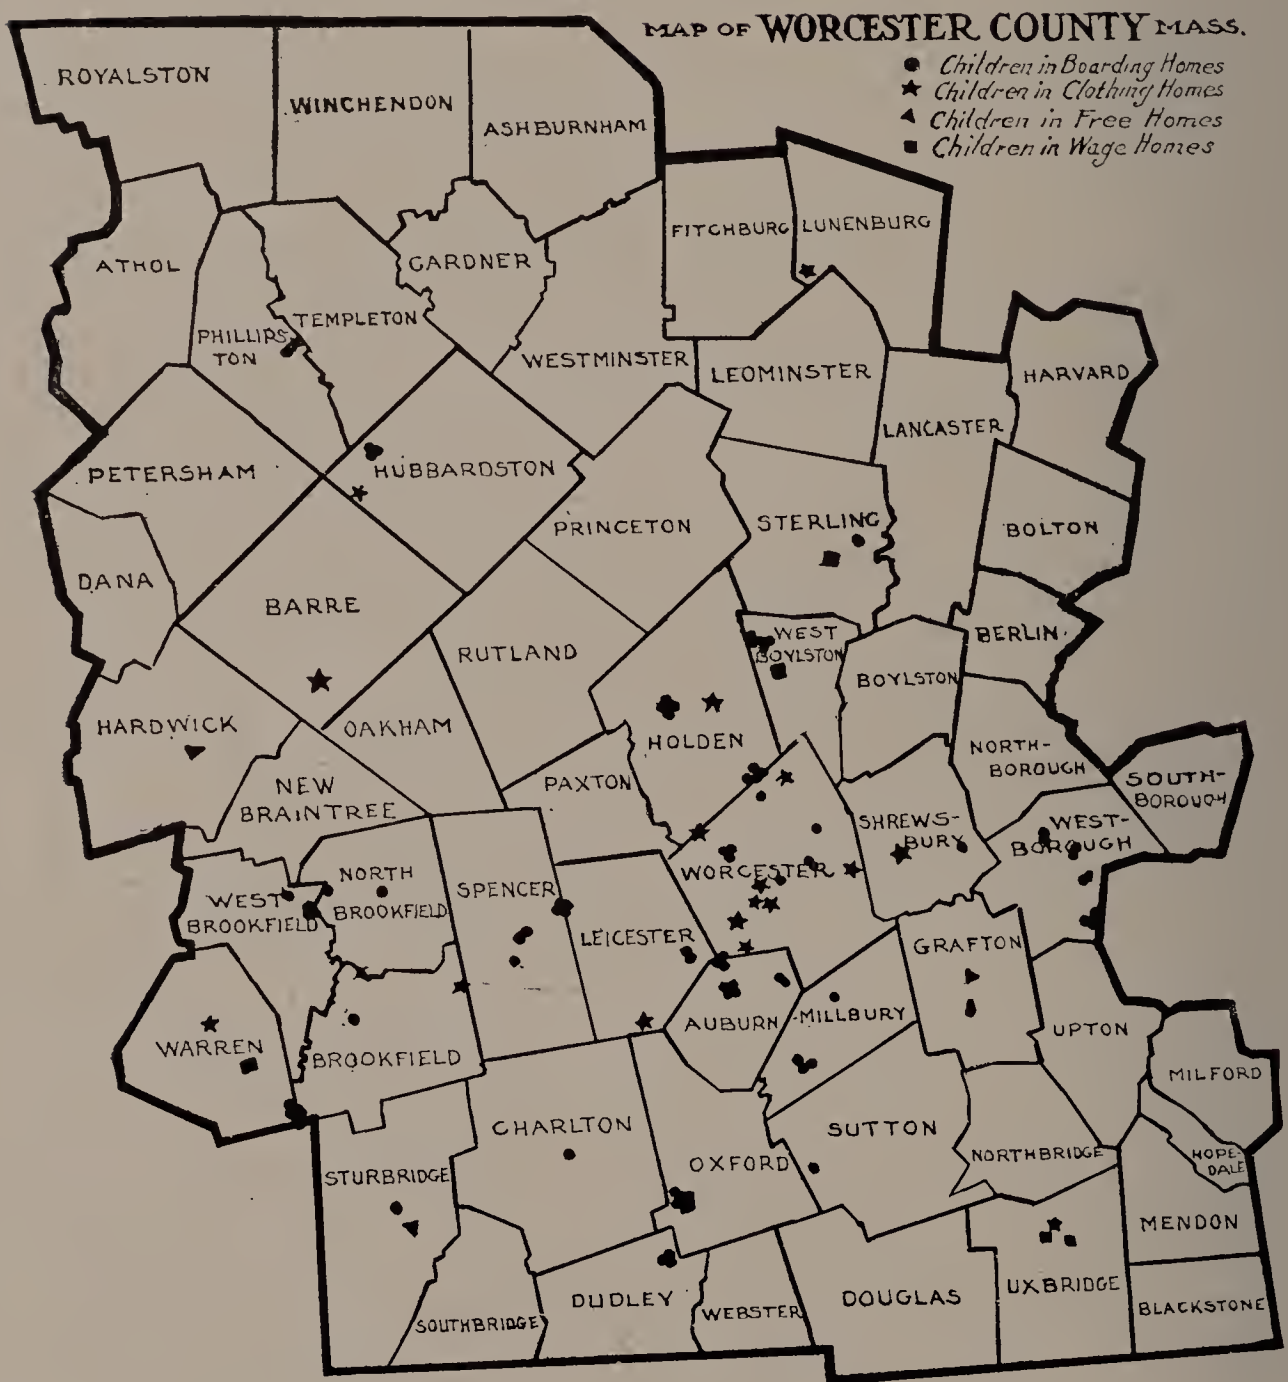 MAP OF WORCESTER COUNTY MASS.
Children in Boarding Homes
Children in Clothing Homes
Children in Free Homes
Children in Wage Homes
ROYALSTON
WINCHENDON
ASHBURNHAM
FITCHBURG
LUNENBURG
ATHOL
GARDNER
PHILLIPS-
TON
TEMPLETON
WESTMINSTER
LEOMINSTER
HARVARD
LANCASTER
PETERSHAM
HUBBARDSTON
PRINCETON
STERLING
BOLTON
DANA
BARRE
RUTLAND
WEST
BOYLSTON
BERLIN
BOYLSTON
HARDWICK
OAKHAM
HOLDEN
NORTH-
BOROUGH
SOUTH-
BOROUGH
NEW
BRAINTREE
PAXTON
SHREWS-
BURY
WEST-
BOROUGH
WORCESTER
WEST
BROOKFIELD
NORTH
BROOKFIELD
SPENCER
LEICESTER
GRAFTON
AUBURN
MILLBURY
UPTON
WARREN
BROOKFIELD
MILFORD
CHARLTON
SUTTON
NORTHBRIDGE
HOPE-
DALE
STURBRIDGE
OXFORD
MENDON
SOUTHBRIDGE
DUDLEY
WEBSTER
DOUGLAS
UXBRIDGE
BLACKSTONE